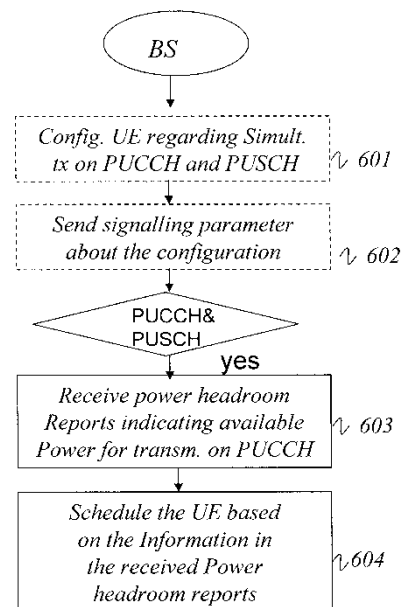 BS
Config. UE regarding Simult.
tx on PUCCH and PUSCH
601
Send signalling parameter
about the configuration
602
PUCCH&
PUSCH
yes
Receive power headroom
Reports indicating available
Power for transm. on PUCCH
603
Schedule the UE based
on the Information in
the received Power
headroom reports
604